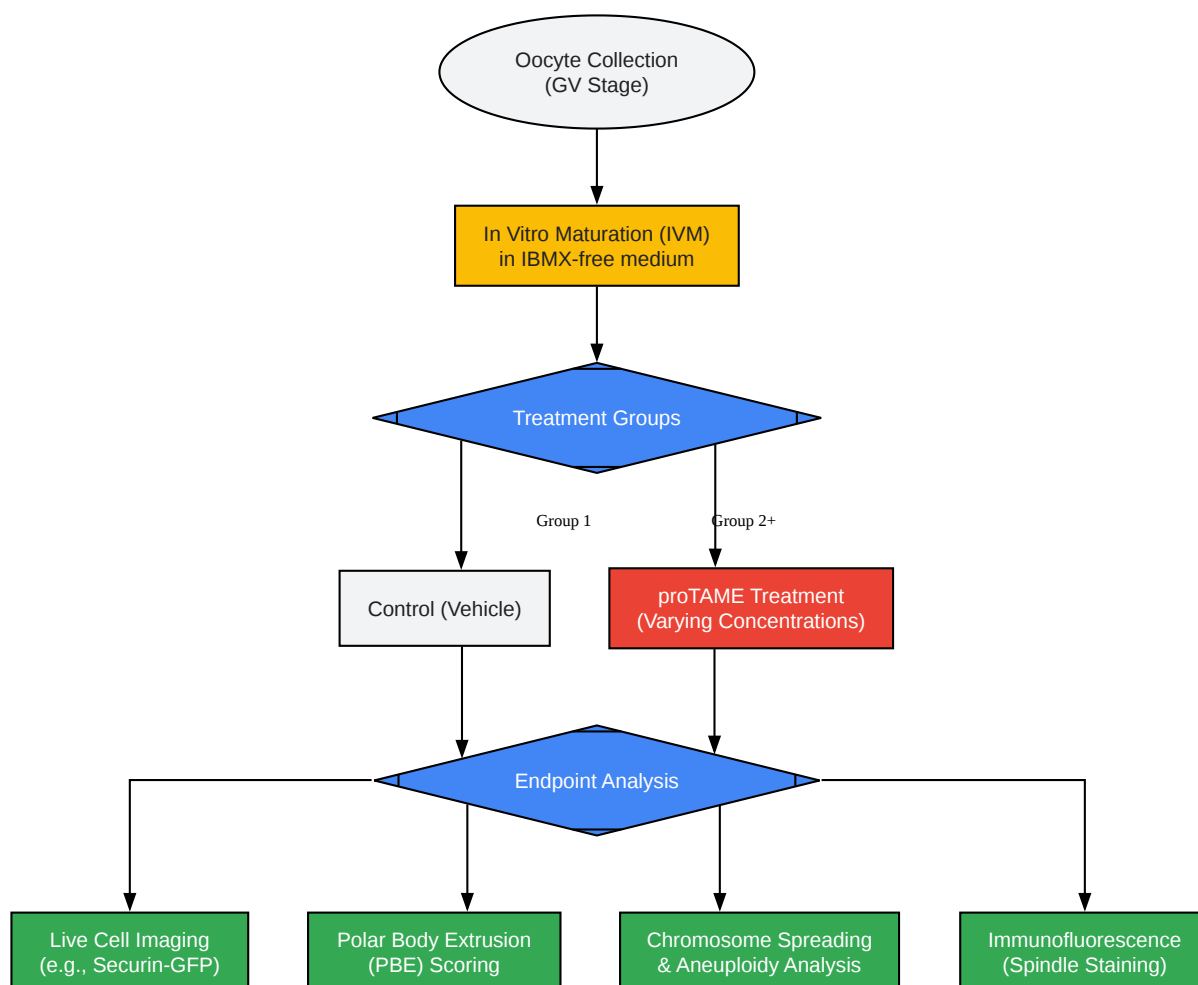 Oocyte Collection
(GV Stage)
In Vitro Maturation (IVM)
in IBMX-free medium
Treatment Groups
Group 1
Group 2+
Control (Vehicle)
proTAME Treatment
(Varying Concentrations)
Endpoint Analysis
Live Cell Imaging
(e.g., Securin-GFP)
Polar Body Extrusion
(PBE) Scoring
Chromosome Spreading
& Aneuploidy Analysis
Immunofluorescence
(Spindle Staining)